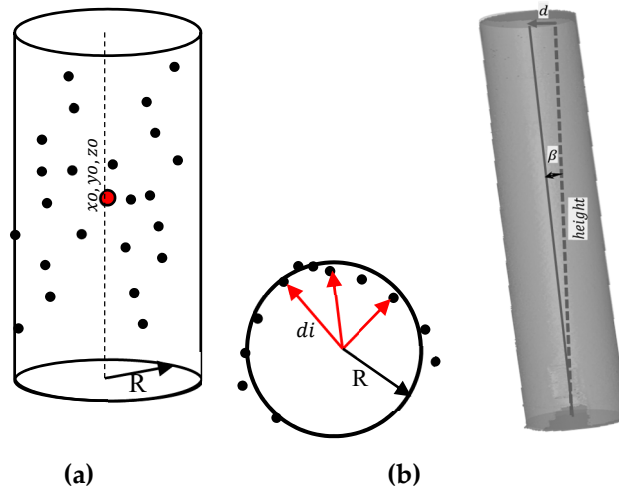 xo, yo, zo
R
(a)
di
R
(b)
d
β
height